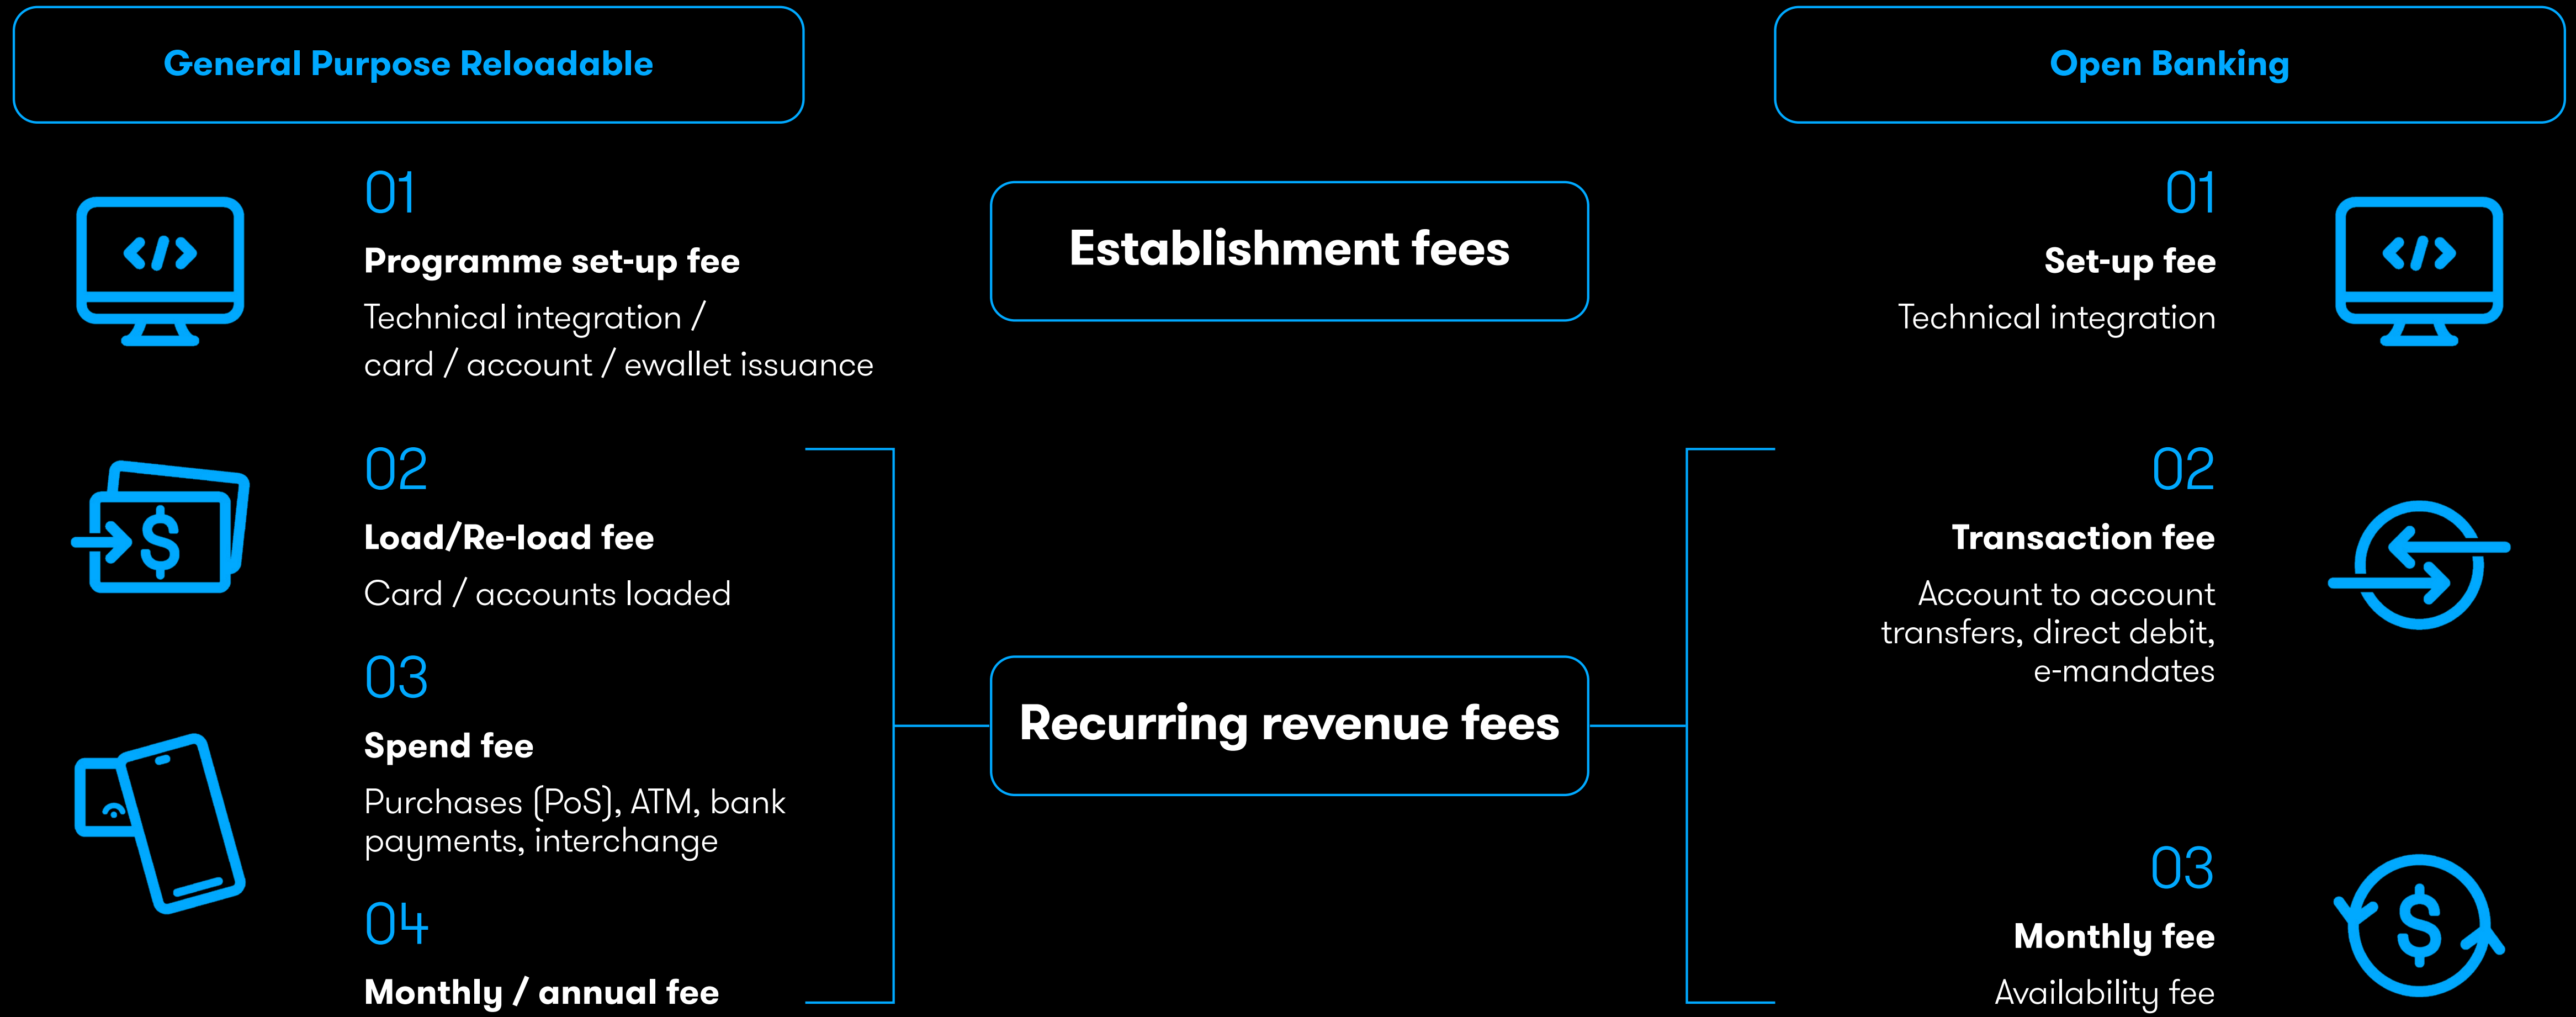 General Purpose Reloadable
01
Programme set-up fee
Technical integration /
card / account / ewallet issuance
02
Load/Re-load fee
Card / accounts loaded
03
Spend fee
Purchases (PoS), ATM, bank
payments, interchange
04
Monthly / annual fee
Establishment fees
Recurring revenue fees
Open Banking
01
Set-up fee
Technical integration
02
Transaction fee
Account to account
transfers, direct debit,
e-mandates
03
Monthly fee
Availability fee